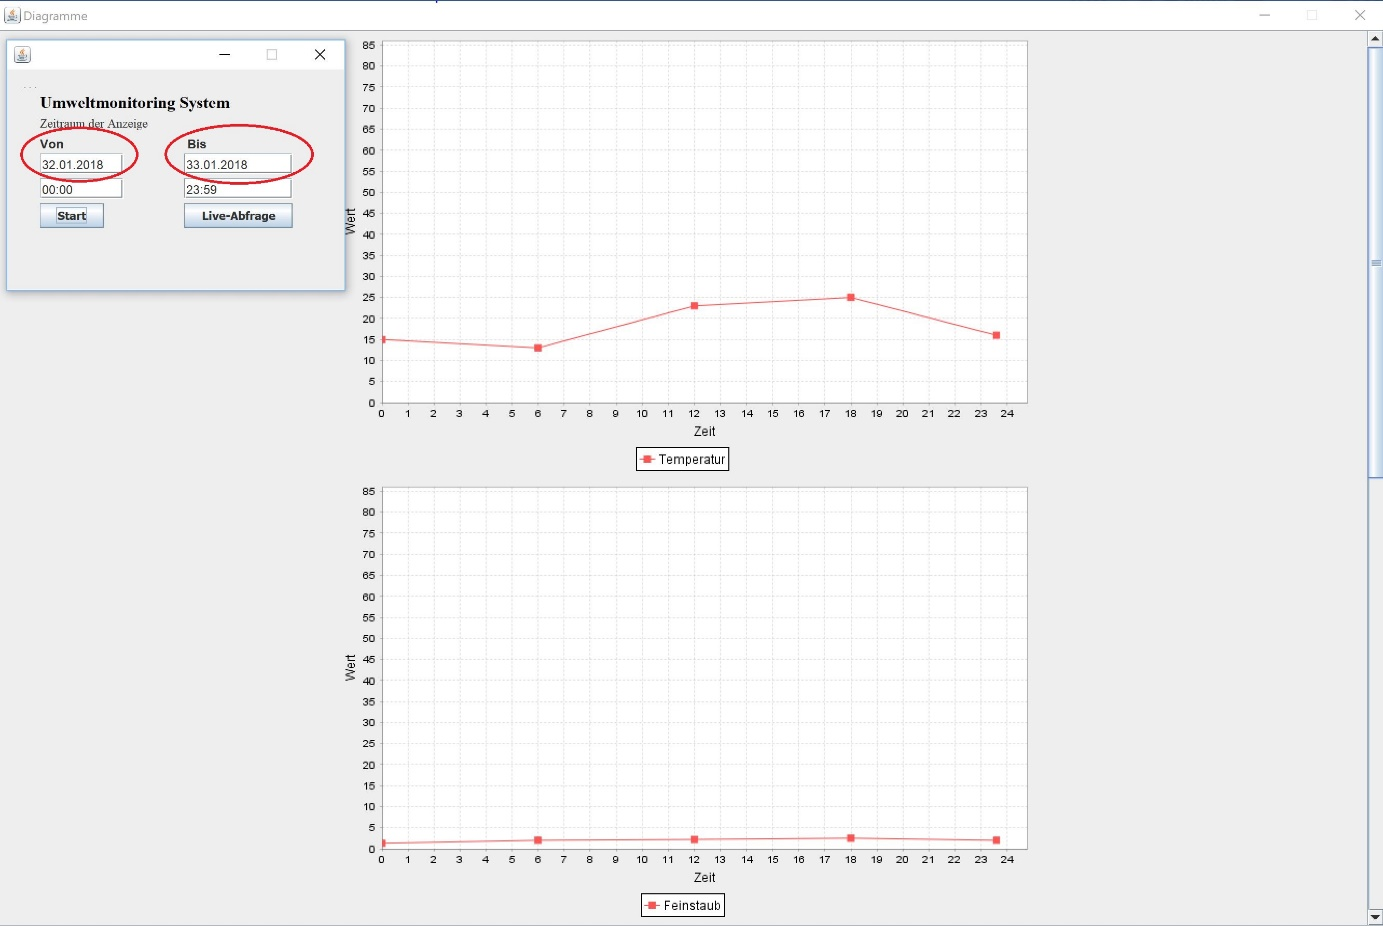 Diagramme
...
Umweltmonitoring System
Zeitraum der Anzeige
Von
Bis
32.01.2018
33.01.2018
00:00
23:59
Start
Live-Abfrage
85
80
75
70
65
60
55
50
45
40
35
30
25
20
15
10
5
0
Wert
0 1 2 3 4 5 6 7 8 9 10 11 12 13 14 15 16 17 18 19 20 21 22 23 24
Zeit
Temperatur
85
80
75
70
65
60
55
50
45
40
35
30
25
20
15
10
5
0
Wert
0 1 2 3 4 5 6 7 8 9 10 11 12 13 14 15 16 17 18 19 20 21 22 23 24
Zeit
Feinstaub